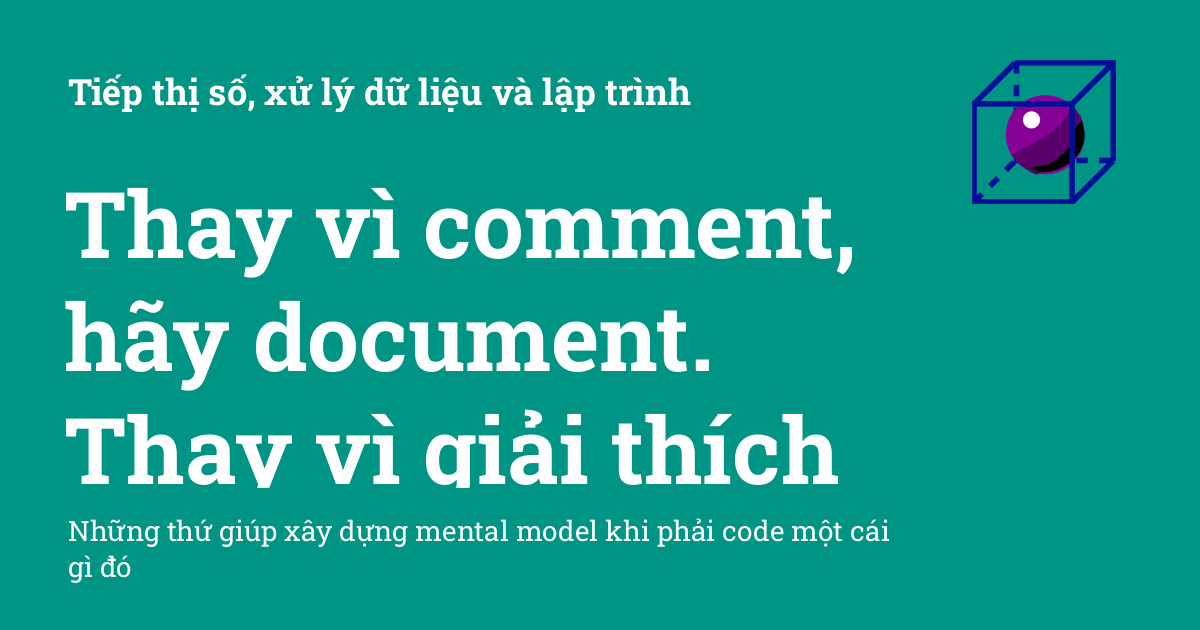 Tiếp thị số, xử lý dữ liệu và lập trình
Thay vì comment,
hãy document.
Thay vì giải thích
Những thứ giúp xây dựng mental model khi phải code một cái
gì đó